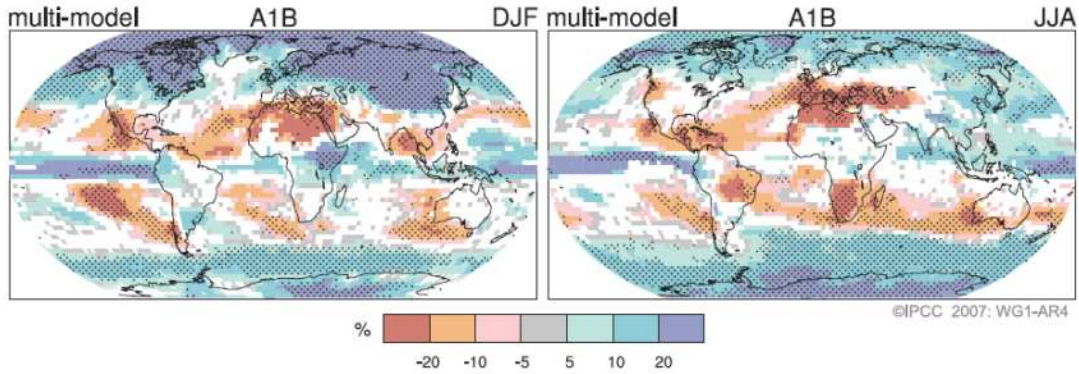 multi-model A1B DJF
multi-model A1B JJA
©IPCC 2007: WG1-AR4
%
-20 -10 -5 5 10 20